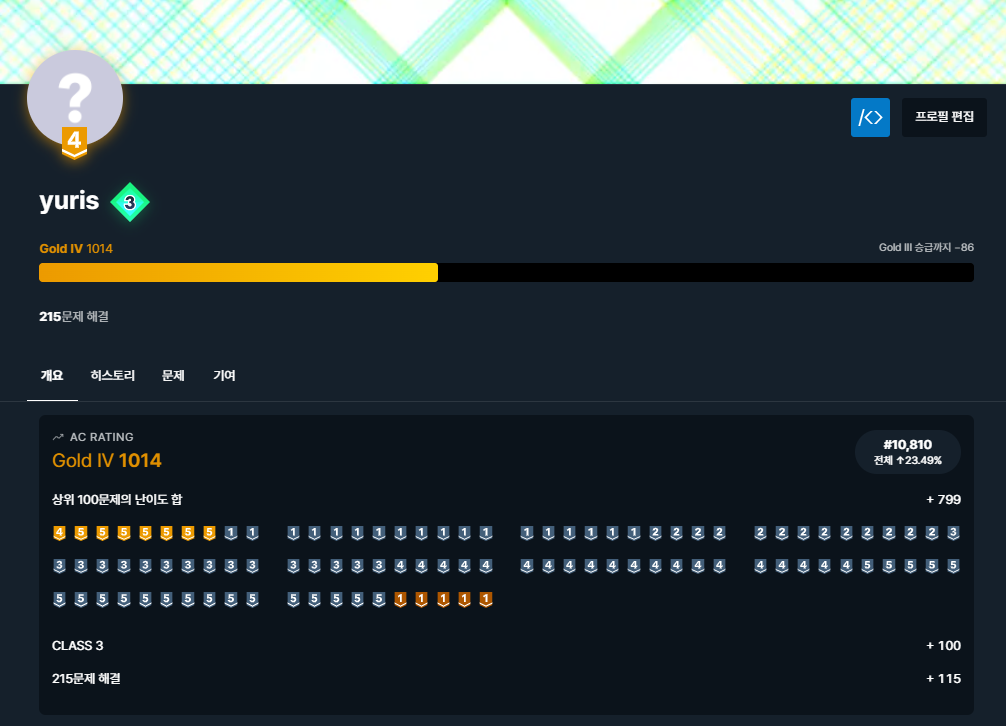 ?
4
/<>
프로필 편집
yuris 3
Gold IV 1014
Gold III 승급까지 −86
215문제 해결
개요 히스토리 문제 기여
AC RATING
Gold IV 1014
#10,810
전체 ↑23.49%
상위 100문제의 난이도 합
+ 799
4 5 5 5 5 5 5 5 1 1 1 1 1 1 1 1 1 1 1 1 1 1 1 1 1 1 2 2 2 2 2 2 2 2 2 2 2 2 2 3
3 3 3 3 3 3 3 3 3 3 3 3 3 3 3 4 4 4 4 4 4 4 4 4 4 4 4 4 4 4 4 4 4 4 4 5 5 5 5 5
5 5 5 5 5 5 5 5 5 5 5 5 5 5 5 1 1 1 1 1
CLASS 3
+ 100
215문제 해결
+ 115